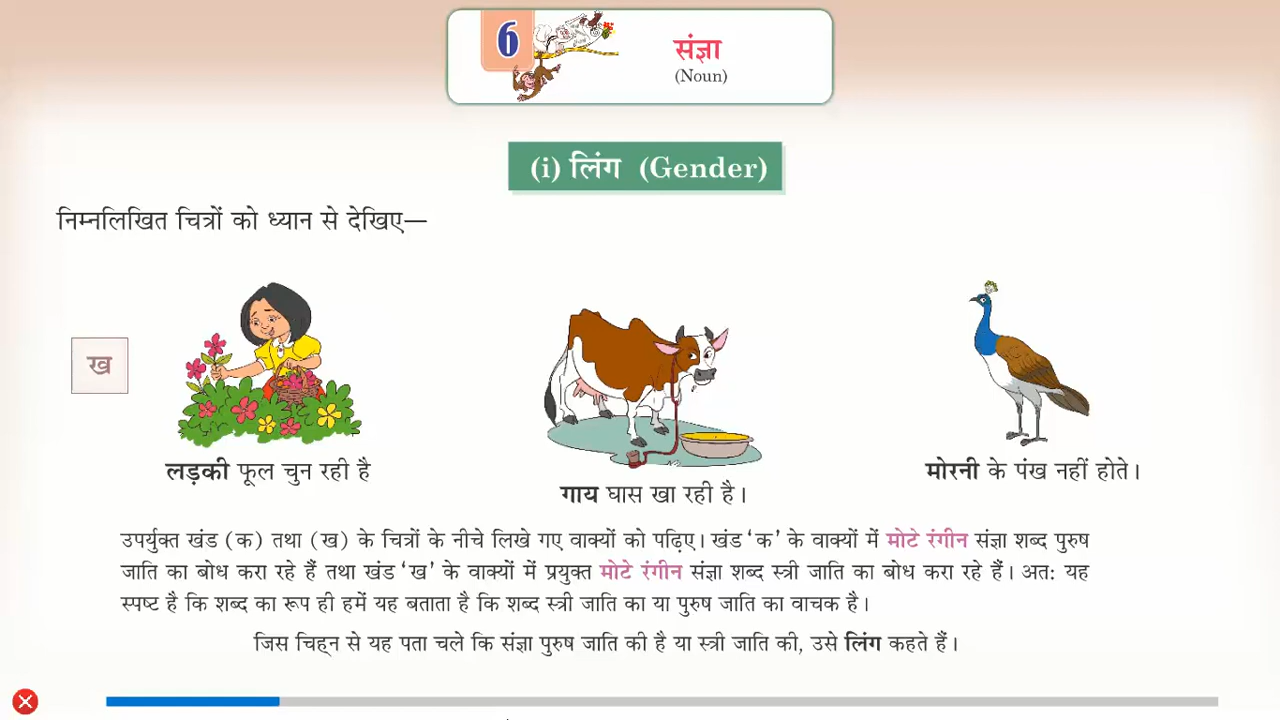 6
संज्ञा
(Noun)
(i) लिंग (Gender)
निम्नलिखित चित्रों को ध्यान से देखिए—
ख
लड़की फूल चुन रही है
गाय घास खा रही है।
मोरनी के पंख नहीं होते।
उपर्युक्त खंड (क) तथा (ख) के चित्रों के नीचे लिखे गए वाक्यों को पढ़िए। खंड ‘क’ के वाक्यों में मोटे रंगीन संज्ञा शब्द पुरुष
जाति का बोध करा रहे हैं तथा खंड ‘ख’ के वाक्यों में प्रयुक्त मोटे रंगीन संज्ञा शब्द स्त्री जाति का बोध करा रहे हैं। अत: यह
स्पष्ट है कि शब्द का रूप ही हमें यह बताता है कि शब्द स्त्री जाति का या पुरुष जाति का वाचक है।
जिस चिह्न से यह पता चले कि संज्ञा पुरुष जाति की है या स्त्री जाति की, उसे लिंग कहते हैं।